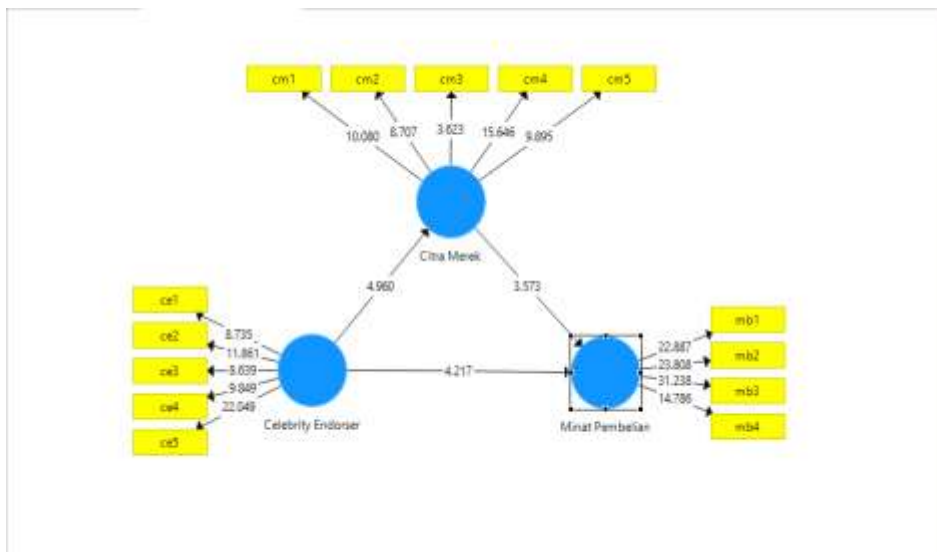 cm1 cm2 cm3 cm4 cm5
10.080 8.707 3.623 15.646 9.895
Citra Merek
4.960 3.573
ce1
ce2
ce3
ce4
ce5
8.735
11.861
9.849
22.049
Celebrity Endorser
4.217
Minat Pembelian
mb1
mb2
mb3
mb4
22.887
23.808
31.238
14.786